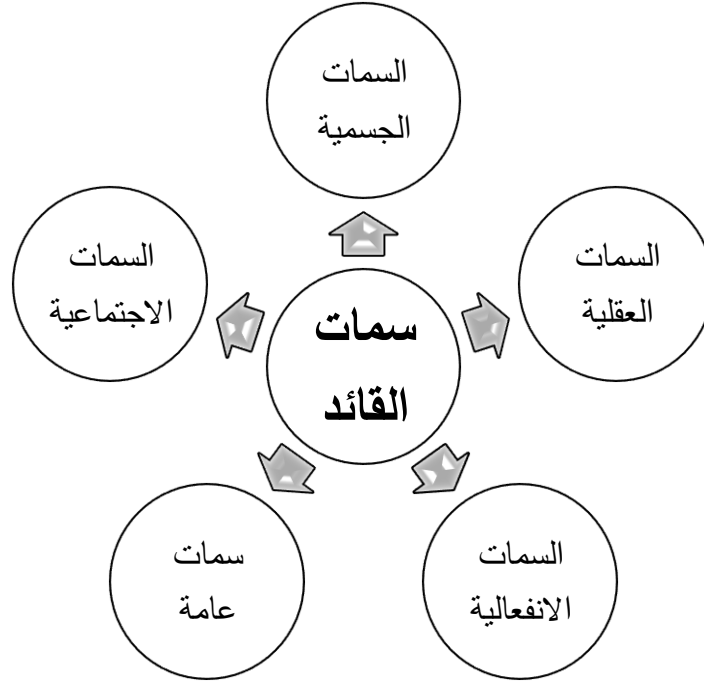 السمات
الجسمية
السمات
العقلية
السمات
الاجتماعية
سمات
القائد
السمات
الانفعالية
سمات
عامة